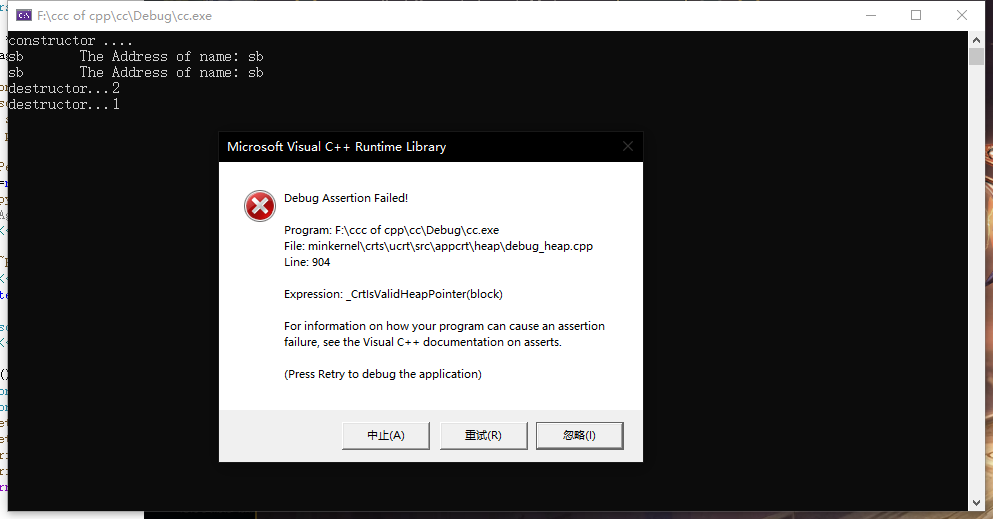 F:\ccc of cpp\cc\Debug\cc.exe
constructor ....
sb The Address of name: sb
sb The Address of name: sb
destructor...2
destructor...1
Microsoft Visual C++ Runtime Library
Debug Assertion Failed!
Program: F:\ccc of cpp\cc\Debug\cc.exe
File: minkernel\crts\ucrt\src\appcrt\heap\debug_heap.cpp
Line: 904
Expression: _CrtIsValidHeapPointer(block)
For information on how your program can cause an assertion
failure, see the Visual C++ documentation on asserts.
(Press Retry to debug the application)
中止(A) 重试(R) 忽略(I)